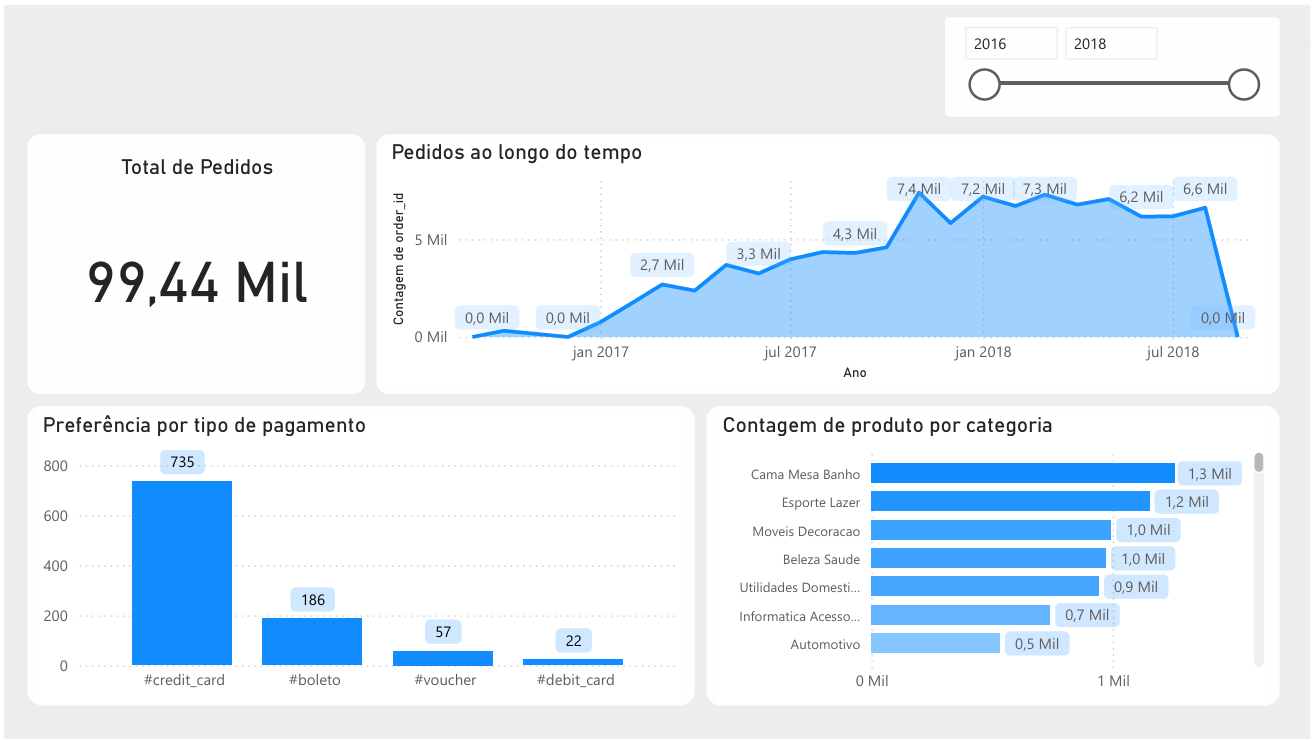 2016
2018
Total de Pedidos
99,44 Mil
Pedidos ao longo do tempo
Contagem de order_id
5 Mil
0 Mil
0,0 Mil
0,0 Mil
2,7 Mil
3,3 Mil
4,3 Mil
7,4 Mil
7,2 Mil
7,3 Mil
6,2 Mil
6,6 Mil
0,0 Mil
jan 2017
jul 2017
jan 2018
jul 2018
Ano
Preferência por tipo de pagamento
800
600
400
200
0
735
186
57
22
#credit_card
#boleto
#voucher
#debit_card
Contagem de produto por categoria
Cama Mesa Banho
1,3 Mil
Esporte Lazer
1,2 Mil
Moveis Decoracao
1,0 Mil
Beleza Saude
1,0 Mil
Utilidades Domesti...
0,9 Mil
Informatica Acesso...
0,7 Mil
Automotivo
0,5 Mil
0 Mil
1 Mil